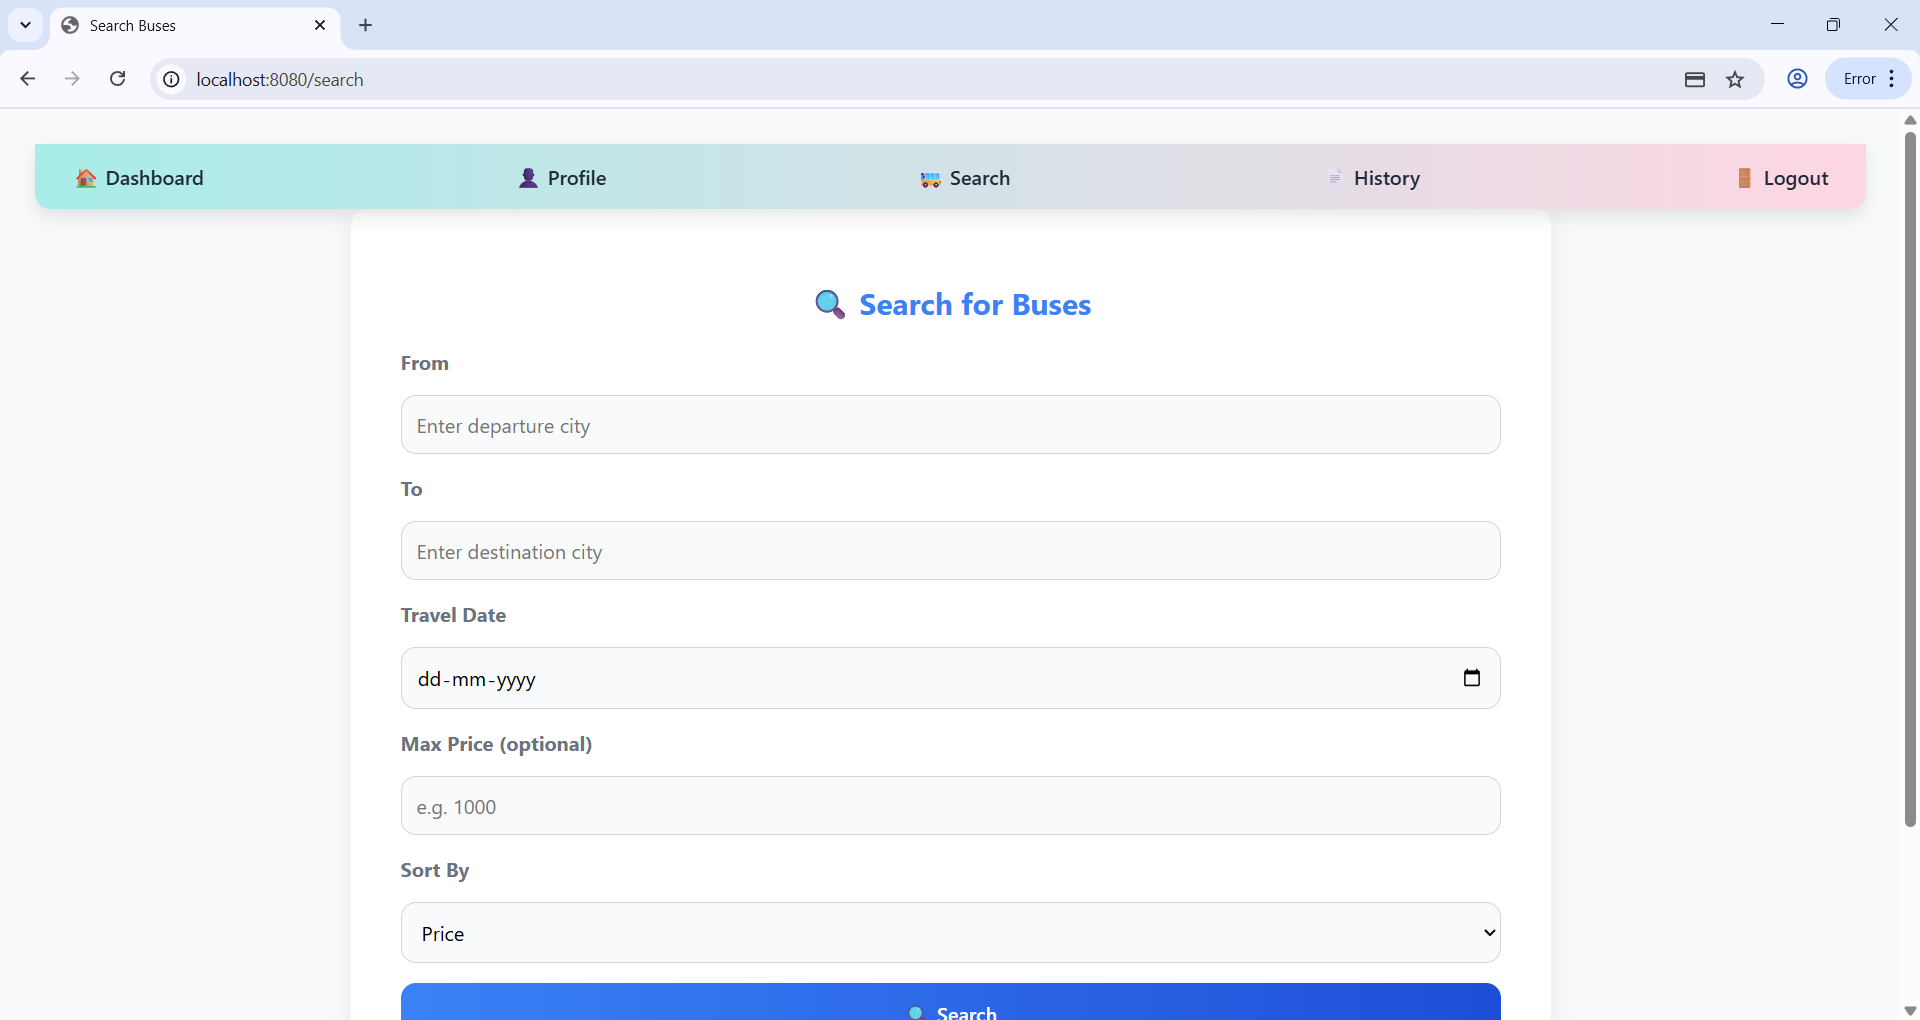 Search Buses
localhost:8080/search
Error
Dashboard
Profile
Search
History
Logout
Search for Buses
From
Enter departure city
To
Enter destination city
Travel Date
dd-mm-yyyy
Max Price (optional)
e.g. 1000
Sort By
Price
Search